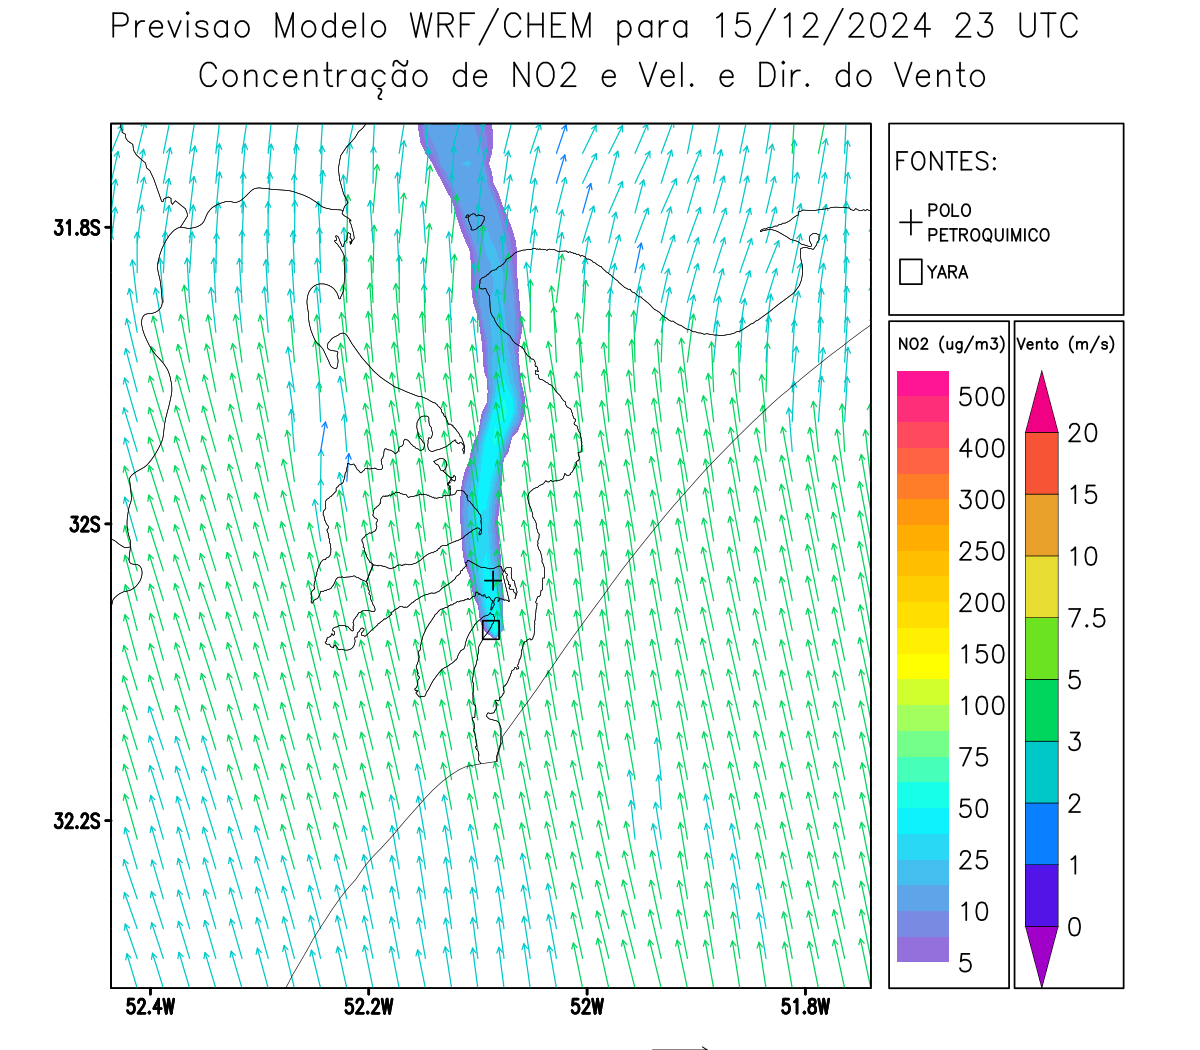 Previsao Modelo WRF/CHEM para 15/12/2024 23 UTC
Concentração de NO2 e Vel. e Dir. do Vento
FONTES:
POLO
PETROQUIMICO
YARA
31.8S
32S
32.2S
52.4W
52.2W
52W
51.8W
NO2 (ug/m3)
500
400
300
250
200
150
100
75
50
25
10
5
Vento (m/s)
20
15
10
7.5
5
3
2
1
0